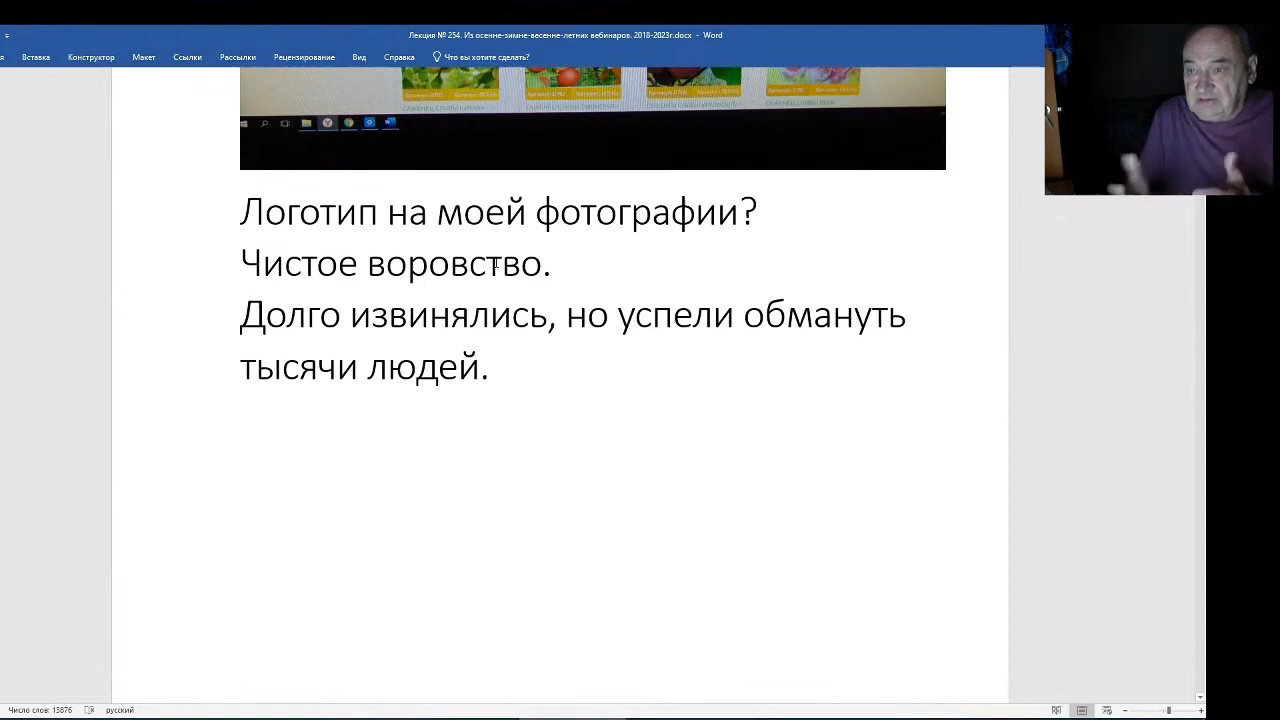 Лекция № 254. Из осенне-зимне-весенне-летних вебинаров. 2018-2023г.docx - Word
Вставка Конструктор Макет Ссылки Рассылки Рецензирование Вид Справка Что вы хотите сделать?
Логотип на моей фотографии?
Чистое воровство.
Долго извинялись, но успели обмануть
тысячи людей.
Число слов: 13876 русский